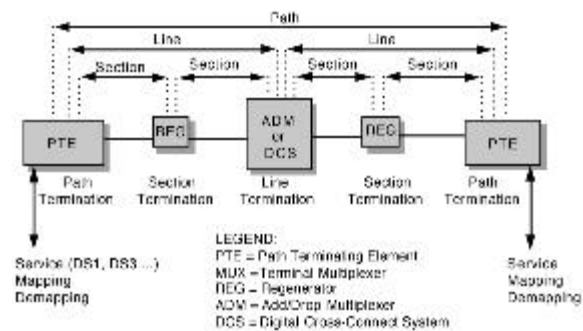 Path
Line Line
Section Section Section Section
PTE REG ADM or DCS REG PTE
Path Termination Section Termination Line Termination Section Termination Path Termination
Service (DS1, DS3 ...) Mapping Demapping
LEGEND:
PTE = Path Terminating Element
MUX = Terminal Multiplexer
REG = Regenerator
ADM = Add/Drop Multiplexer
DCS = Digital Cross-Connect System
Service Mapping Demapping